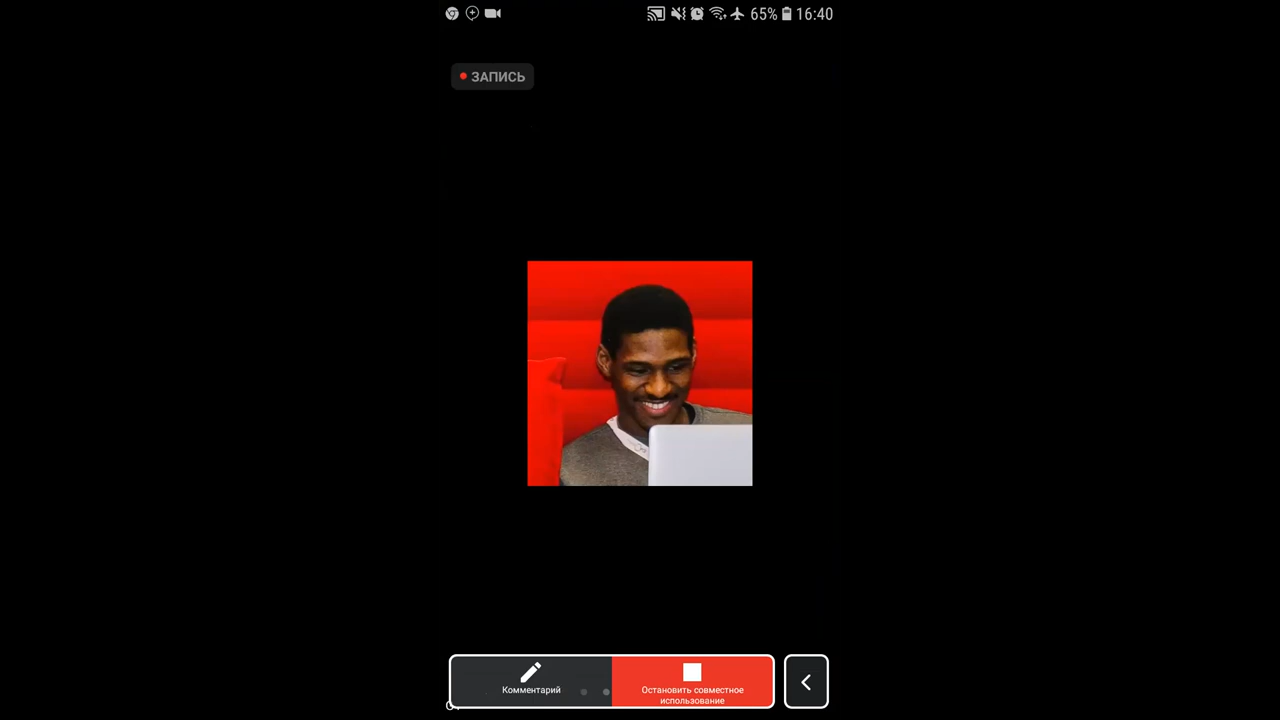 65% 16:40
ЗАПИСЬ
Комментарий
Остановить совместное
использование